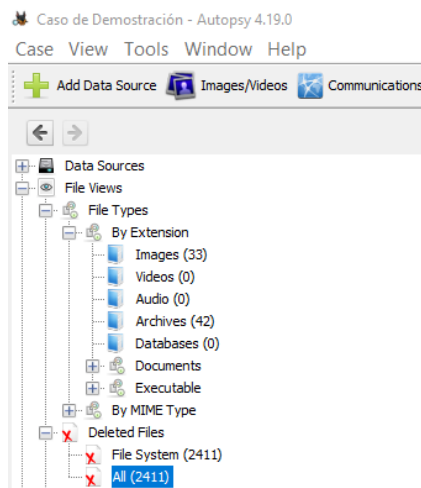 Caso de Demostración - Autopsy 4.19.0
Case View Tools Window Help
Add Data Source Images/Videos Communications
Data Sources
File Views
File Types
By Extension
Images (33)
Videos (0)
Audio (0)
Archives (42)
Databases (0)
Documents
Executable
By MIME Type
Deleted Files
File System (2411)
All (2411)